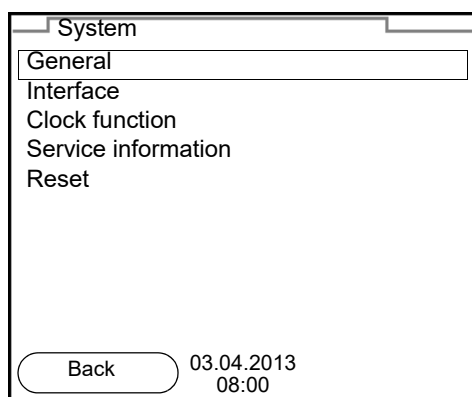 System
General
Interface
Clock function
Service information
Reset
Back
03.04.2013
08:00